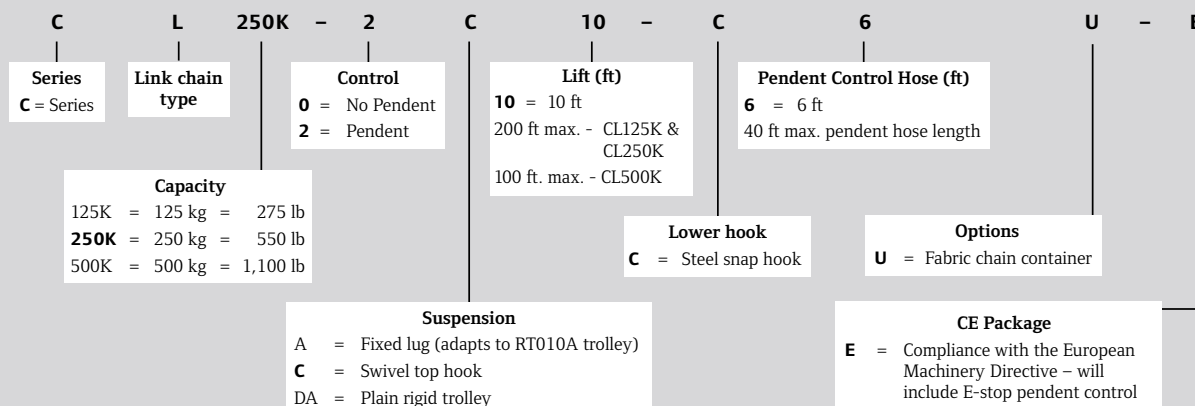 C L 250K – 2 C 10 – C 6 U – E
Series
C = Series
Link chain
type
Control
0 = No Pendent
2 = Pendent
Lift (ft)
10 = 10 ft
200 ft max. - CL125K &
CL250K
100 ft. max. - CL500K
Pendent Control Hose (ft)
6 = 6 ft
40 ft max. pendent hose length
Capacity
125K = 125 kg = 275 lb
250K = 250 kg = 550 lb
500K = 500 kg = 1,100 lb
Lower hook
C = Steel snap hook
Options
U = Fabric chain container
Suspension
A = Fixed lug (adapts to RT010A trolley)
C = Swivel top hook
DA = Plain rigid trolley
CE Package
E = Compliance with the European
Machinery Directive – will
include E-stop pendent control